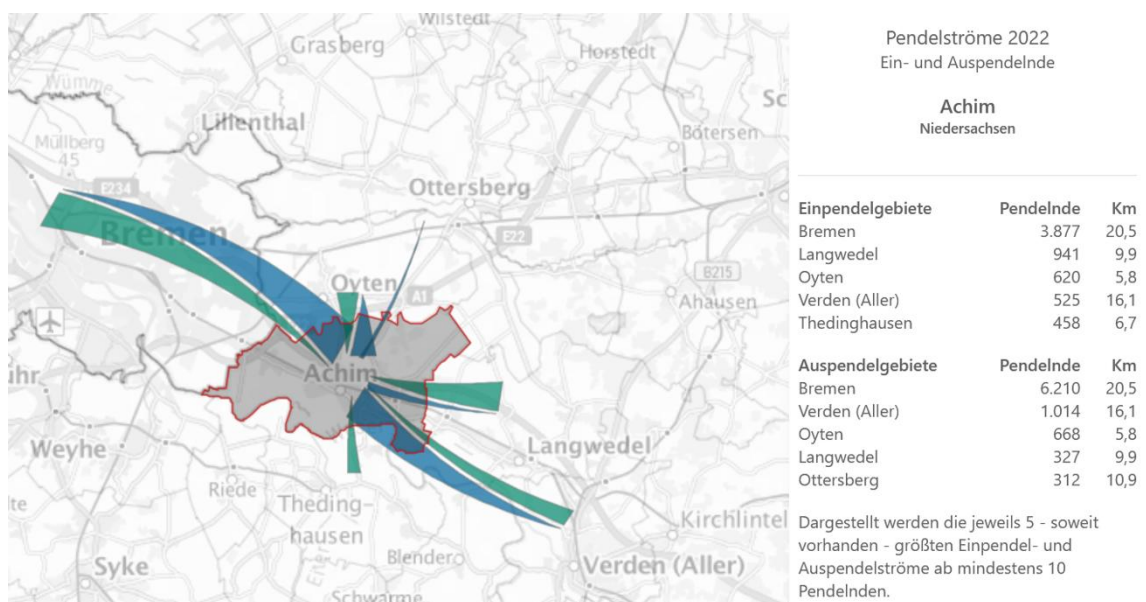 Wilstedt
Grasberg
Horstedt
Wümme
Lilienthal
Müllberg
45
Bötersen
Sc
E234
Ottersberg
Bremen
E22
Oyten
B215
A1
Ahausen
uhr
Achim
Weyhe
Langwedel
lte
Riede
Theding-
hausen
Kirchlintel
Blender
Syke
Verden (Aller)
Schwarme
Pendelströme 2022
Ein- und Auspendelnde
Achim
Niedersachsen
Einpendelgebiete Pendelnde Km
Bremen 3.877 20,5
Langwedel 941 9,9
Oyten 620 5,8
Verden (Aller) 525 16,1
Thedinghausen 458 6,7
Auspendelgebiete Pendelnde Km
Bremen 6.210 20,5
Verden (Aller) 1.014 16,1
Oyten 668 5,8
Langwedel 327 9,9
Ottersberg 312 10,9
Dargestellt werden die jeweils 5 - soweit
vorhanden - größten Einpendel- und
Auspendelströme ab mindestens 10
Pendelnden.